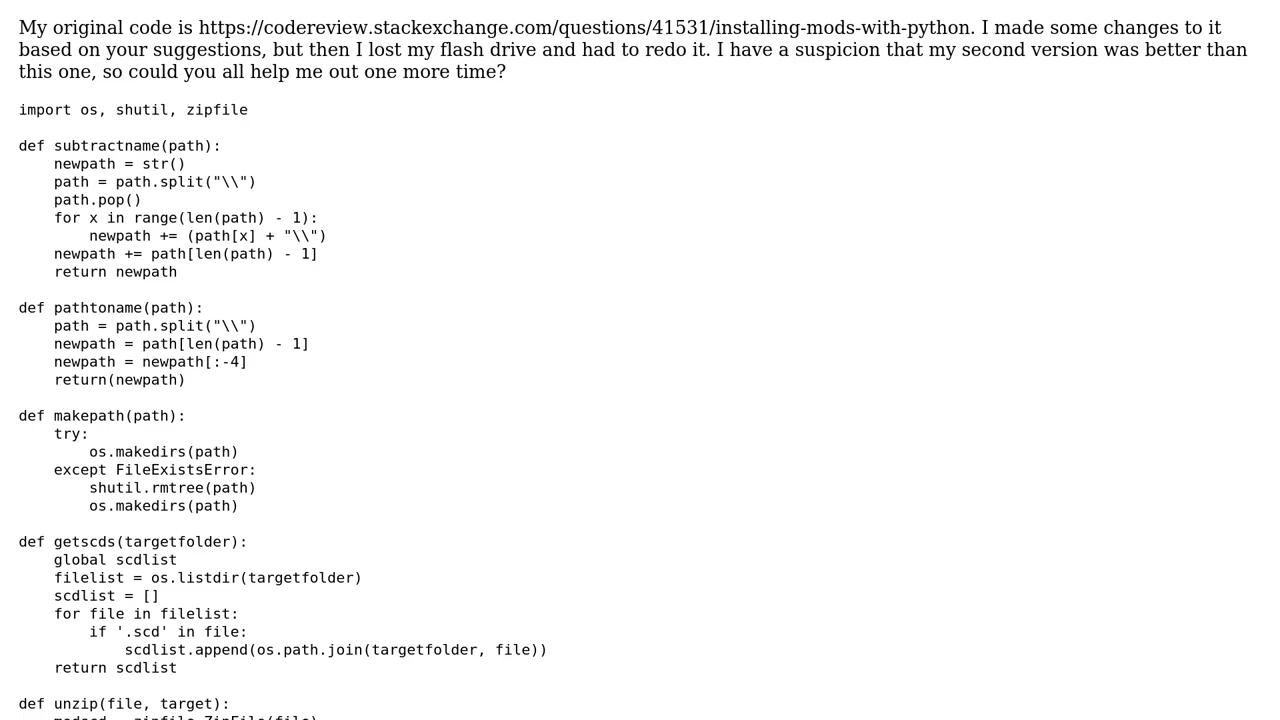 My original code is https://codereview.stackexchange.com/questions/41531/installing-mods-with-python. I made some changes to it
based on your suggestions, but then I lost my flash drive and had to redo it. I have a suspicion that my second version was better than
this one, so could you all help me out one more time?
import os, shutil, zipfile
def subtractname(path):
    newpath = str()
    path = path.split("\\")
    path.pop()
    for x in range(len(path) - 1):
        newpath += (path[x] + "\\")
    newpath += path[len(path) - 1]
    return newpath
def pathtoname(path):
    path = path.split("\\")
    newpath = path[len(path) - 1]
    newpath = newpath[:-4]
    return(newpath)
def makepath(path):
    try:
        os.makedirs(path)
    except FileExistsError:
        shutil.rmtree(path)
        os.makedirs(path)
def getscds(targetfolder):
    global scdlist
    filelist = os.listdir(targetfolder)
    scdlist = []
    for file in filelist:
        if '.scd' in file:
            scdlist.append(os.path.join(targetfolder, file))
    return scdlist
def unzip(file, target):